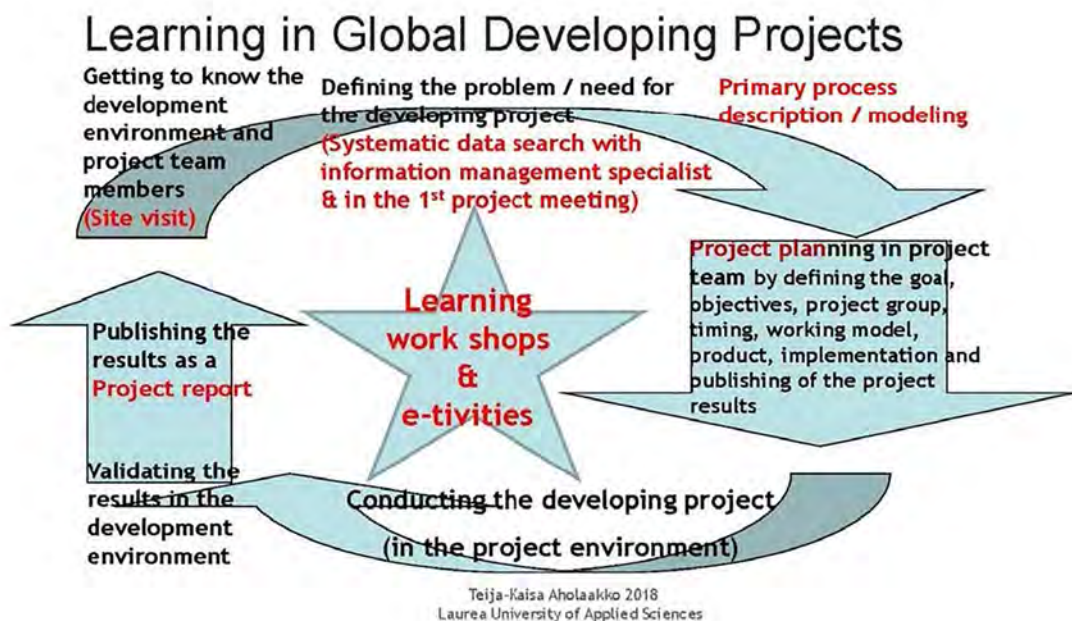 Learning in Global Developing Projects
Getting to know the
development
environment and
project team
members
(Site visit)
Defining the problem / need for
the developing project
(Systematic data search with
information management specialist
& in the 1st project meeting)
Primary process
description / modeling
Project planning in project
team by defining the goal,
objectives, project group,
timing, working model,
product, implementation and
publishing of the project
results
Learning
work shops
&
e-tivities
Publishing the
results as a
Project report
Validating the
results in the
development
environment
Conducting the developing project
(in the project environment)
Teija-Kaisa Aholaakko 2018
Laurea University of Applied Sciences